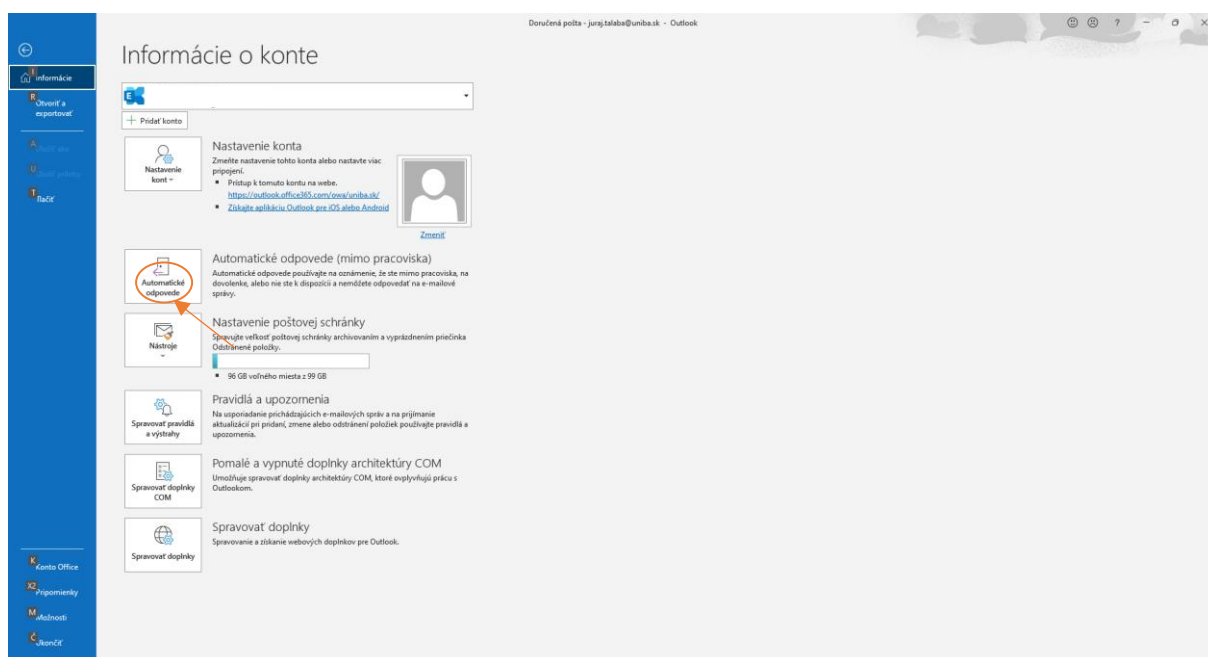 Doručená pošta - juraj.talaba@uniba.sk - Outlook
?
Informácie o konte
I
Informácie
R
Otvoriť a
exportovať
A
U
T
Tlačiť
E
Pridať konto
Nastavenie
kont
Nastavenie konta
Zmeňte nastavenie tohto konta alebo nastavte viac
pripojení.
Prístup k tomuto kontu na webe.
https://outlook.office365.com/owa/uniba.sk/
Získajte aplikáciu Outlook pre iOS alebo Android
Zmeniť
Automatické
odpovede
Automatické odpovede (mimo pracoviska)
Automatické odpovede používajte na oznámenie, že ste mimo pracoviska, na
dovolenke, alebo nie ste k dispozícii a nemôžete odpovedať na e-mailové
správy.
Nástroje
Nastavenie poštovej schránky
Spravujte veľkosť poštovej schránky archivovaním a vyprázdnením priečinka
Odstránené položky.
96 GB voľného miesta z 99 GB
Spravovať pravidlá
a výstrahy
Pravidlá a upozornenia
Na usporiadanie prichádzajúcich e-mailových správ a na prijímanie
aktualizácií pri pridaní, zmene alebo odstránení položiek používajte pravidlá a
upozornenia.
Spravovať doplnky
COM
Pomalé a vypnuté doplnky architektúry COM
Umožňuje spravovať doplnky architektúry COM, ktoré ovplyvňujú prácu s
Outlookom.
Spravovať doplnky
Spravovať doplnky
Spravovanie a získanie webových doplnkov pre Outlook.
K
Konto Office
X2
Pripomienky
M
Možnosti
Č
Ukončiť